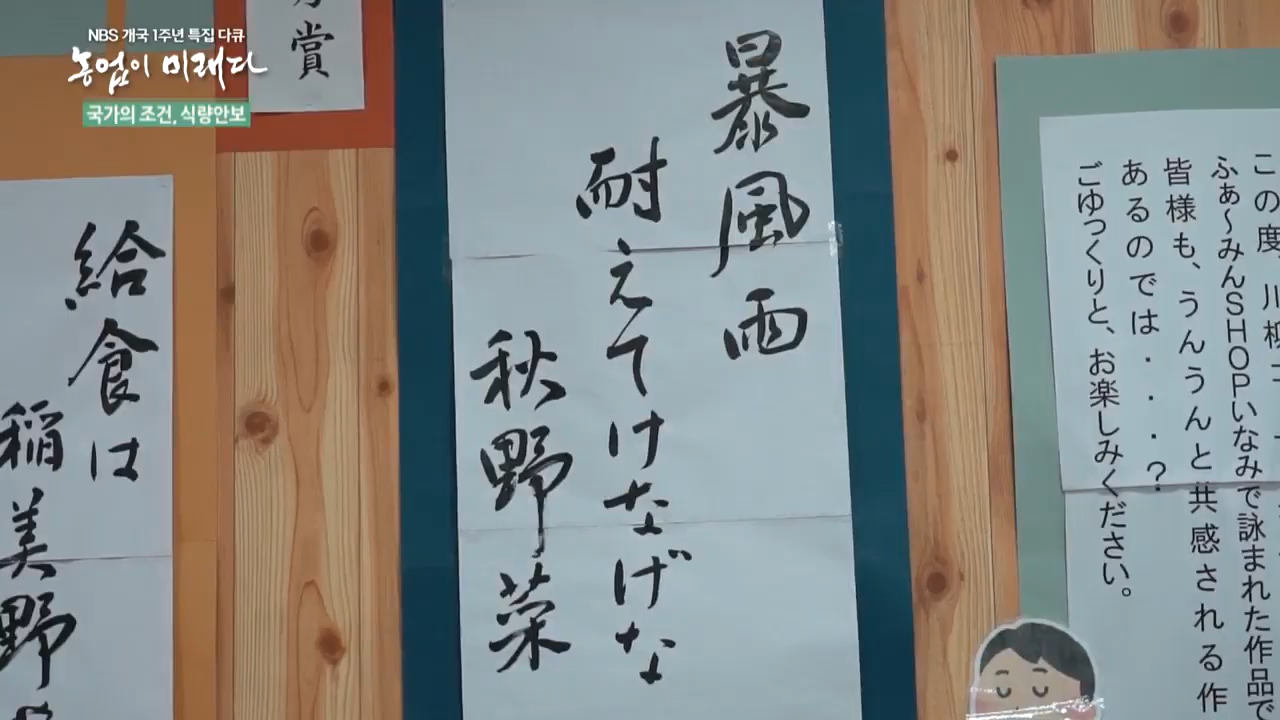 NBS 개국 1주년 특집 다큐
농업이 미래다
국가의 조건, 식량안보
この度、川柳
ふぁ～みんSHOPいなみで詠まれた作品で
皆様も、うんうんと共感される作
あるのでは・・・?
ごゆっくりと、お楽しみください。
暴風雨
耐えてけなげな
秋野菜
賞
給食は
稲美野